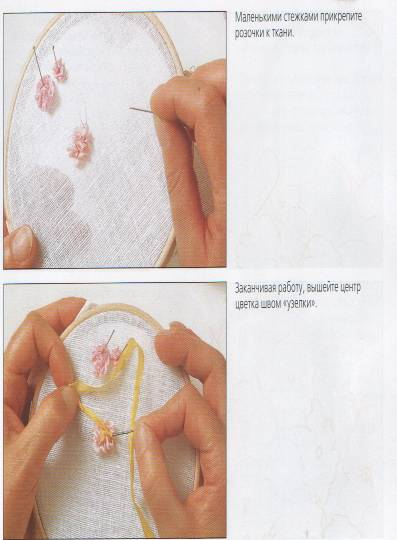 Маленькими стежками прикрепите
розочки к ткани.
Заканчивая работу, вышейте центр
цветка швом «узелки».